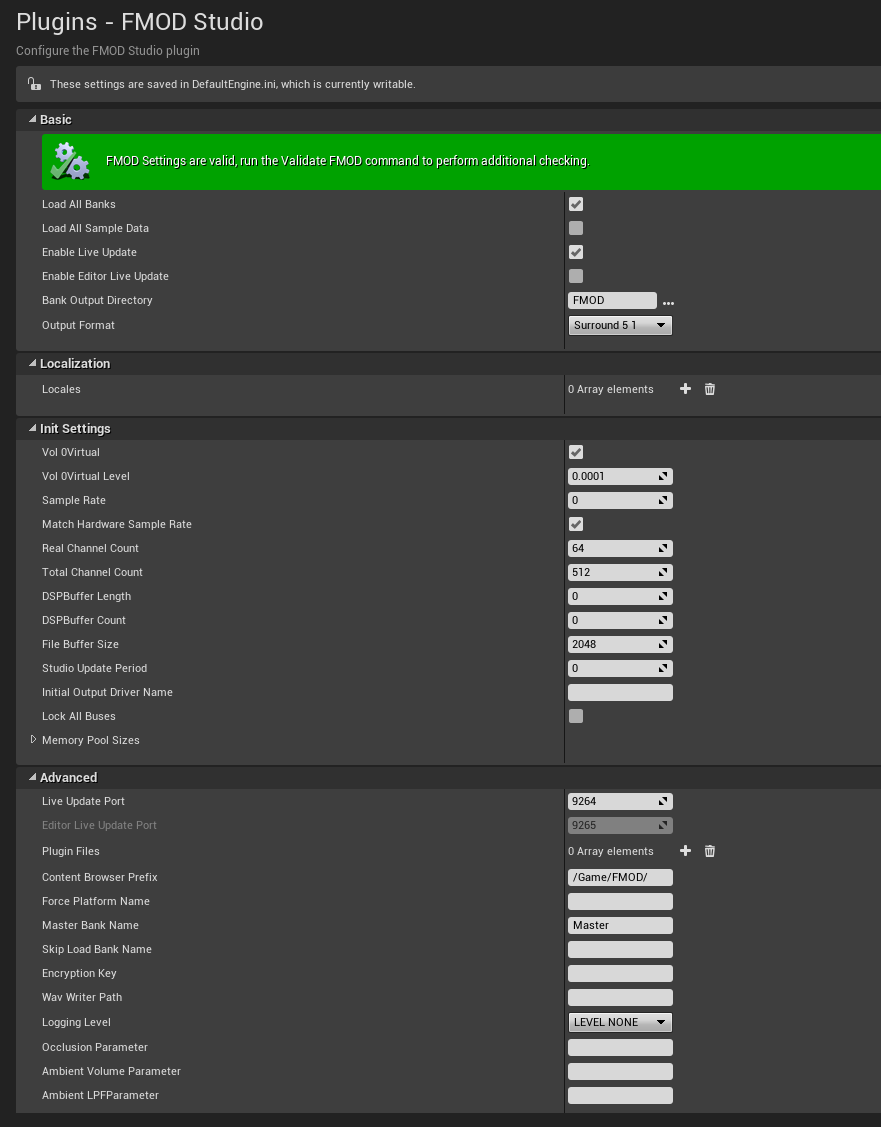 Plugins - FMOD Studio
Configure the FMOD Studio plugin
These settings are saved in DefaultEngine.ini, which is currently writable.
Basic
FMOD Settings are valid, run the Validate FMOD command to perform additional checking.
Load All Banks
Load All Sample Data
Enable Live Update
Enable Editor Live Update
Bank Output Directory FMOD ...
Output Format Surround 5 1
Localization
Locales 0 Array elements
Init Settings
Vol 0Virtual
Vol 0Virtual Level 0.0001
Sample Rate 0
Match Hardware Sample Rate
Real Channel Count 64
Total Channel Count 512
DSPBuffer Length 0
DSPBuffer Count 0
File Buffer Size 2048
Studio Update Period 0
Initial Output Driver Name
Lock All Buses
Memory Pool Sizes
Advanced
Live Update Port 9264
Editor Live Update Port 9265
Plugin Files 0 Array elements
Content Browser Prefix /Game/FMOD/
Force Platform Name
Master Bank Name Master
Skip Load Bank Name
Encryption Key
Wav Writer Path
Logging Level LEVEL NONE
Occlusion Parameter
Ambient Volume Parameter
Ambient LPFParameter